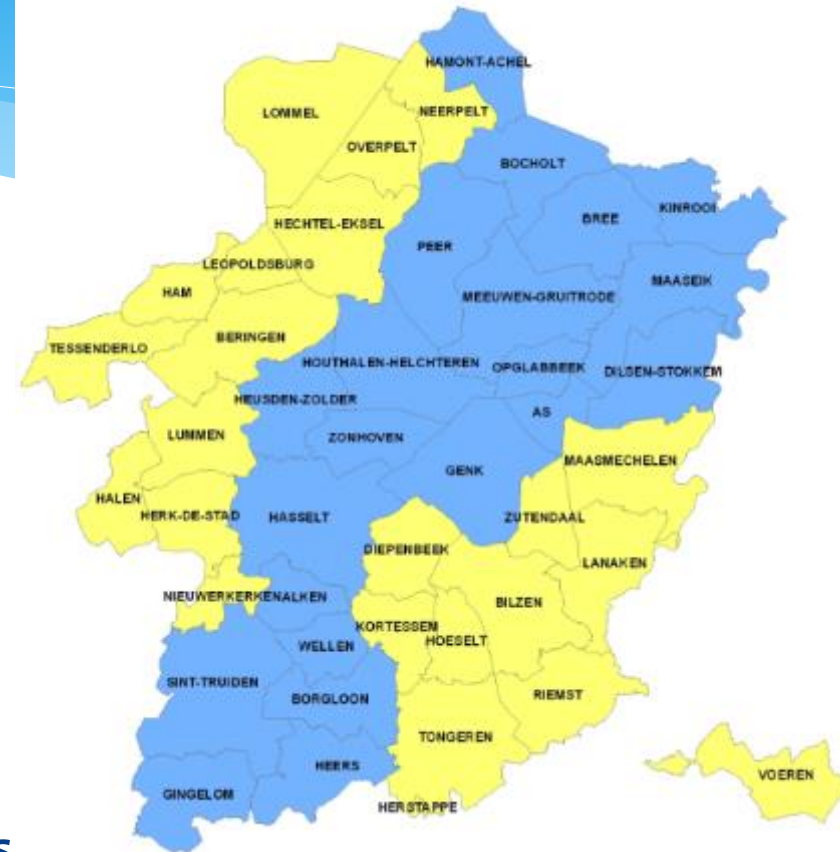 HAMONT-ACHEL
LOMMEL
NEERPELT
OVERPELT
BOCHOLT
KINROOI
BREE
HECHTEL-EKSEL
PEER
LEOPOLDSBURG
MAASEIK
HAM
MEEUWEN-GRUITRODE
BERINGEN
TESSENDERLO
HOUTHALEN-HELCHTEREN
OPGLABBEEK
DILSEN-STOKKEM
HEUSDEN-ZOLDER
AS
LUMMEN
ZONHOVEN
MAASMECHELEN
GENK
HALEN
HERK-DE-STAD
HASSELT
ZUTENDAAL
DIEPENBEEK
LANAKEN
NIEUWERKERKENALKEN
BILZEN
KORTESSEM
HOESELT
WELLEN
SINT-TRUIDEN
RIEMST
BORGLOON
TONGEREN
HEERS
VOEREN
GINGELOM
HERSTAPPE